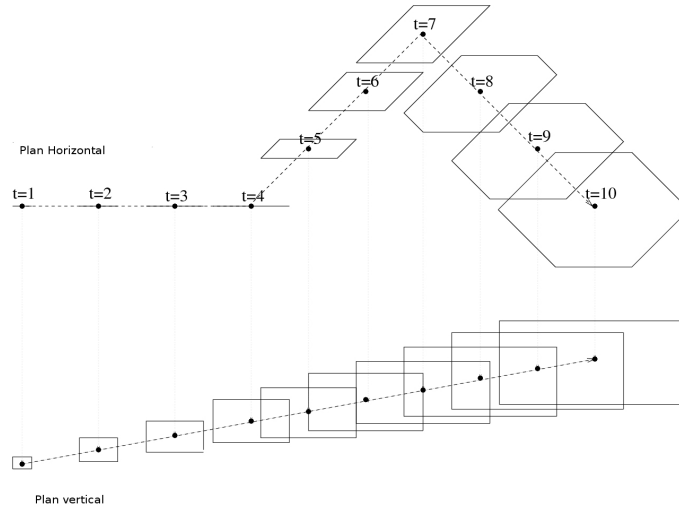 t=7
t=6
t=8
t=5
t=9
Plan Horizontal
t=1
t=2
t=3
t=4
t=10
Plan vertical